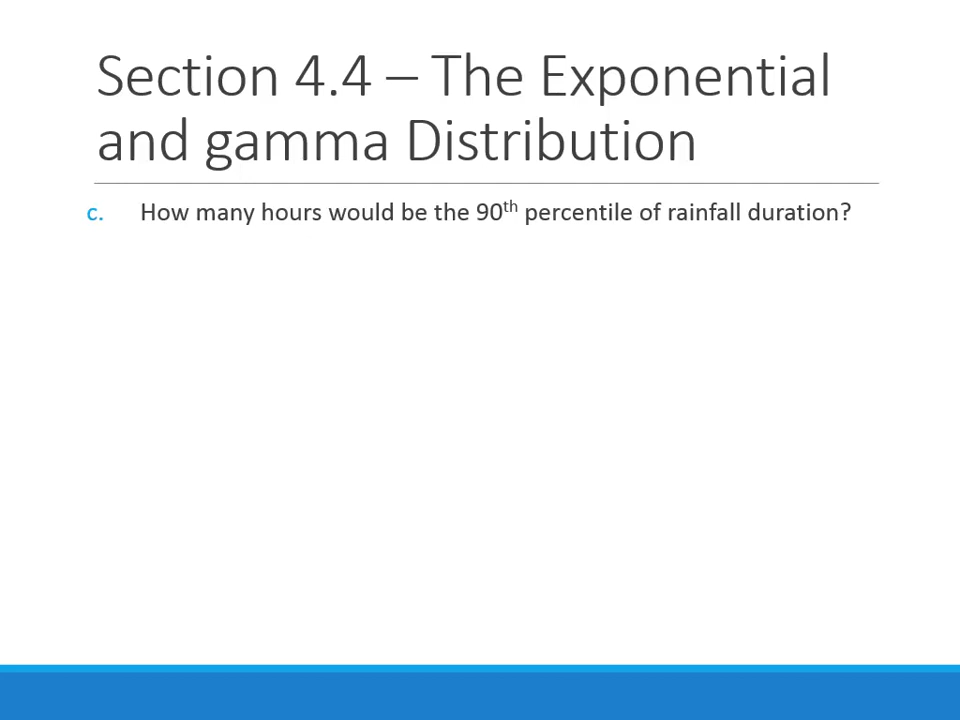 Section 4.4 – The Exponential
and gamma Distribution
c. How many hours would be the 90th percentile of rainfall duration?